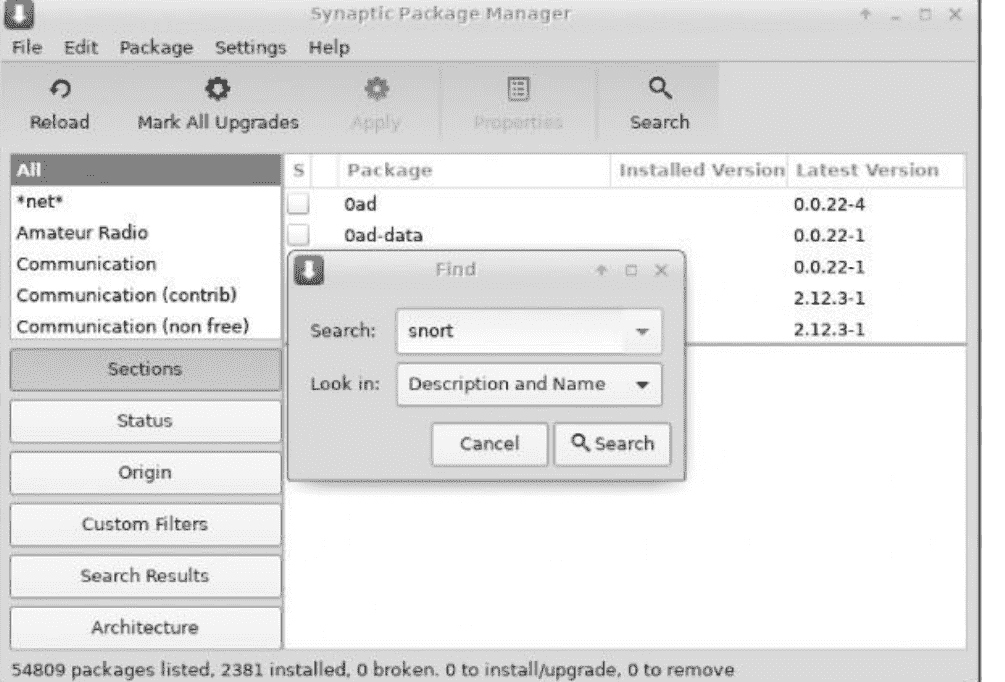 Synaptic Package Manager
File Edit Package Settings Help
Reload Mark All Upgrades Apply Properties Search
All
*net*
Amateur Radio
Communication
Communication (contrib)
Communication (non free)
Sections
Status
Origin
Custom Filters
Search Results
Architecture
S Package Installed Version Latest Version
0ad 0.0.22-4
0ad-data 0.0.22-1
0.0.22-1
2.12.3-1
2.12.3-1
Find
Search: snort
Look in: Description and Name
Cancel Search
54809 packages listed, 2381 installed, 0 broken. 0 to install/upgrade, 0 to remove